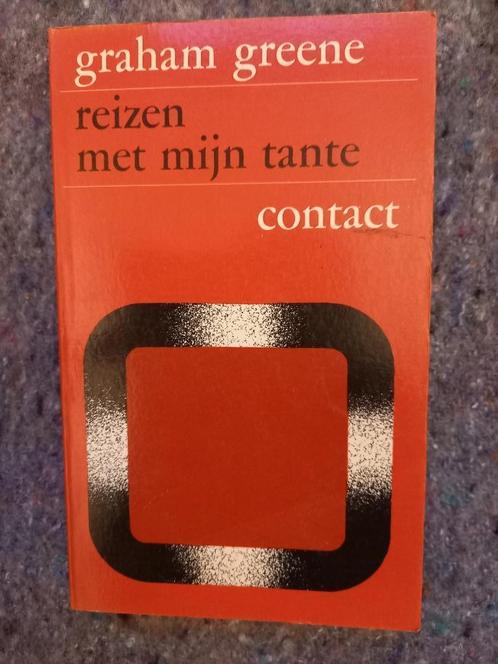 graham greene
reizen
met mijn tante
contact